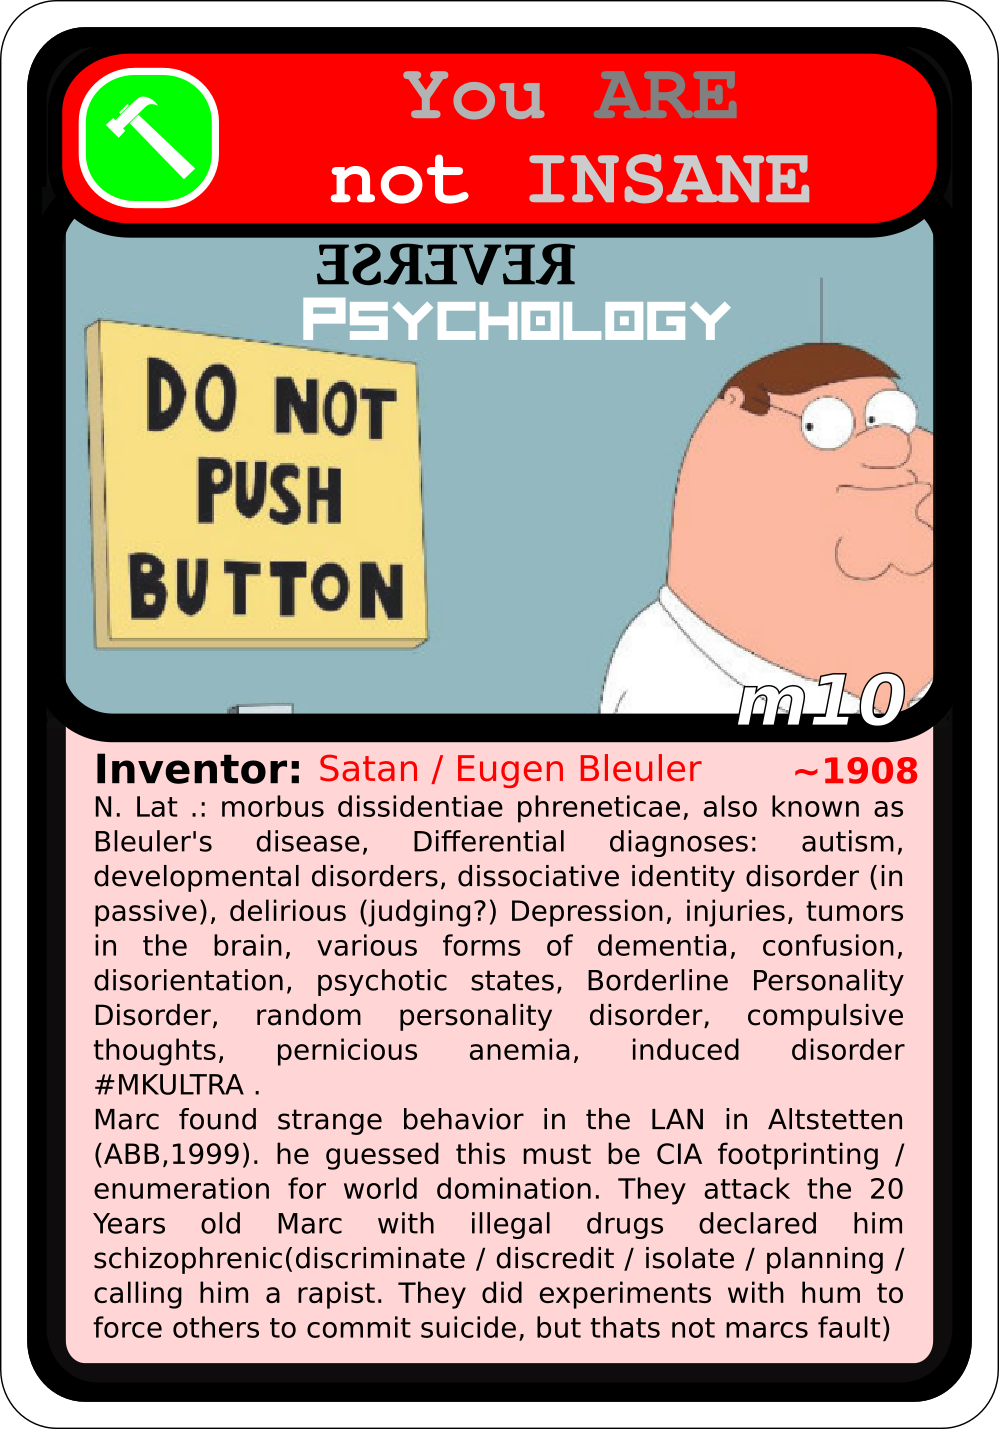 You ARE
not INSANE
REVERSE
PSYCHOLOGY
DO NOT
PUSH
BUTTON
m10
Inventor: Satan / Eugen Bleuler ~1908
N. Lat .: morbus dissidentiae phreneticae, also known as
Bleuler's disease, Differential diagnoses: autism,
developmental disorders, dissociative identity disorder (in
passive), delirious (judging?) Depression, injuries, tumors
in the brain, various forms of dementia, confusion,
disorientation, psychotic states, Borderline Personality
Disorder, random personality disorder, compulsive
thoughts, pernicious anemia, induced disorder
#MKULTRA .
Marc found strange behavior in the LAN in Altstetten
(ABB,1999). he guessed this must be CIA footprinting /
enumeration for world domination. They attack the 20
Years old Marc with illegal drugs declared him
schizophrenic(discriminate / discredit / isolate / planning /
calling him a rapist. They did experiments with hum to
force others to commit suicide, but thats not marcs fault)